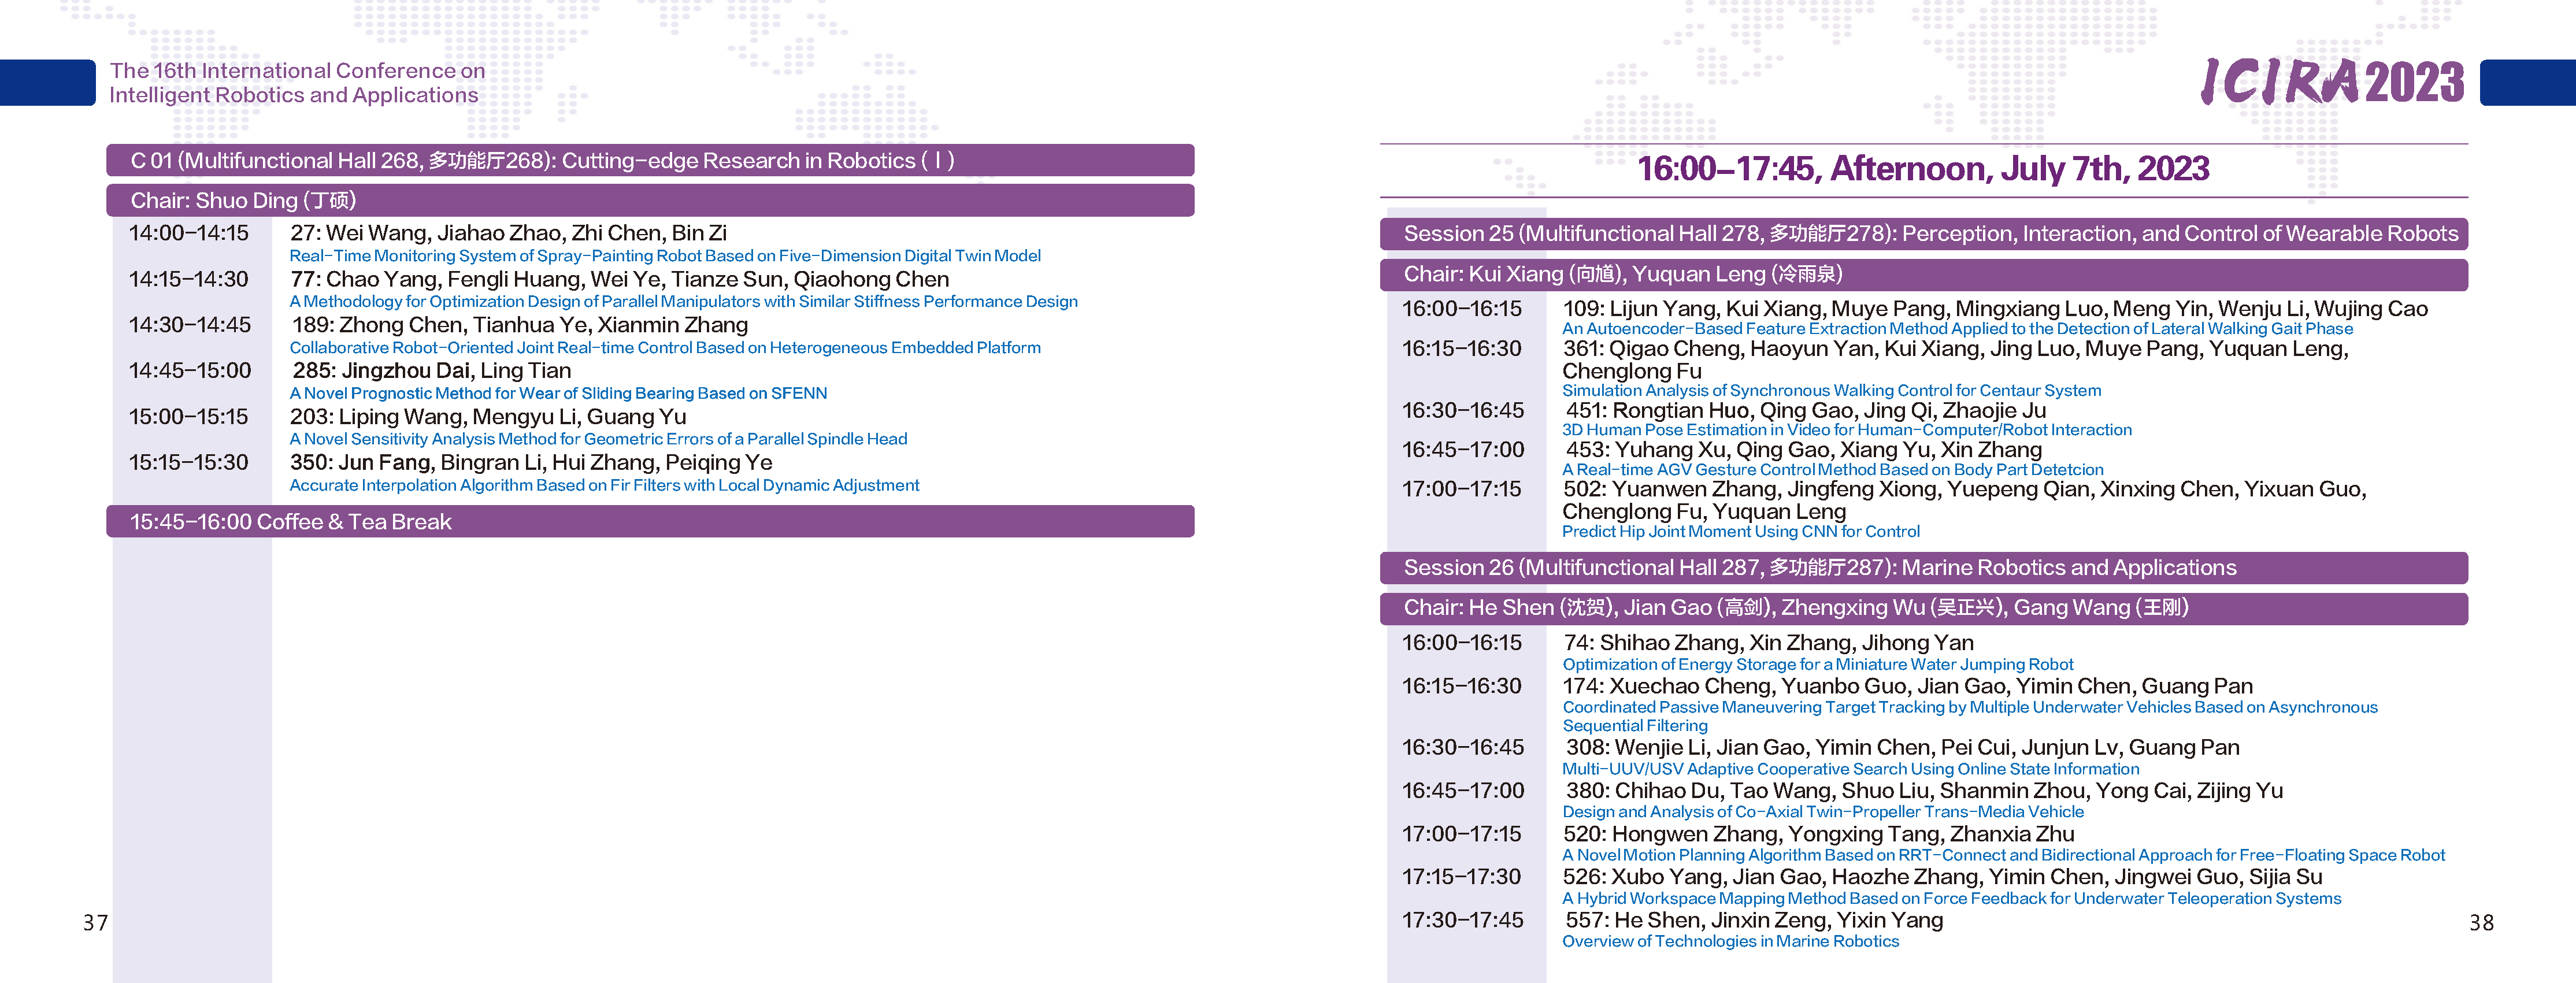 The 16th International Conference on
Intelligent Robotics and Applications
C 01 (Multifunctional Hall 268, 多功能厅268): Cutting-edge Research in Robotics (Ⅰ)
Chair: Shuo Ding (丁硕)
14:00-14:15 27: Wei Wang, Jiahao Zhao, Zhi Chen, Bin Zi
Real-Time Monitoring System of Spray-Painting Robot Based on Five-Dimension Digital Twin Model
14:15-14:30 77: Chao Yang, Fengli Huang, Wei Ye, Tianze Sun, Qiaohong Chen
A Methodology for Optimization Design of Parallel Manipulators with Similar Stiffness Performance Design
14:30-14:45 189: Zhong Chen, Tianhua Ye, Xianmin Zhang
Collaborative Robot-Oriented Joint Real-time Control Based on Heterogeneous Embedded Platform
14:45-15:00 285: Jingzhou Dai, Ling Tian
A Novel Prognostic Method for Wear of Sliding Bearing Based on SFENN
15:00-15:15 203: Liping Wang, Mengyu Li, Guang Yu
A Novel Sensitivity Analysis Method for Geometric Errors of a Parallel Spindle Head
15:15-15:30 350: Jun Fang, Bingran Li, Hui Zhang, Peiqing Ye
Accurate Interpolation Algorithm Based on Fir Filters with Local Dynamic Adjustment
15:45-16:00 Coffee & Tea Break
37
ICIRA2023
16:00-17:45, Afternoon, July 7th, 2023
Session 25 (Multifunctional Hall 278, 多功能厅278): Perception, Interaction, and Control of Wearable Robots
Chair: Kui Xiang (向馗), Yuquan Leng (冷雨泉)
16:00-16:15 109: Lijun Yang, Kui Xiang, Muye Pang, Mingxiang Luo, Meng Yin, Wenju Li, Wujing Cao
An Autoencoder-Based Feature Extraction Method Applied to the Detection of Lateral Walking Gait Phase
16:15-16:30 361: Qigao Cheng, Haoyun Yan, Kui Xiang, Jing Luo, Muye Pang, Yuquan Leng,
Chenglong Fu
Simulation Analysis of Synchronous Walking Control for Centaur System
16:30-16:45 451: Rongtian Huo, Qing Gao, Jing Qi, Zhaojie Ju
3D Human Pose Estimation in Video for Human-Computer/Robot Interaction
16:45-17:00 453: Yuhang Xu, Qing Gao, Xiang Yu, Xin Zhang
A Real-time AGV Gesture Control Method Based on Body Part Detetcion
17:00-17:15 502: Yuanwen Zhang, Jingfeng Xiong, Yuepeng Qian, Xinxing Chen, Yixuan Guo,
Chenglong Fu, Yuquan Leng
Predict Hip Joint Moment Using CNN for Control
Session 26 (Multifunctional Hall 287, 多功能厅287): Marine Robotics and Applications
Chair: He Shen (沈贺), Jian Gao (高剑), Zhengxing Wu (吴正兴), Gang Wang (王刚)
16:00-16:15 74: Shihao Zhang, Xin Zhang, Jihong Yan
Optimization of Energy Storage for a Miniature Water Jumping Robot
16:15-16:30 174: Xuechao Cheng, Yuanbo Guo, Jian Gao, Yimin Chen, Guang Pan
Coordinated Passive Maneuvering Target Tracking by Multiple Underwater Vehicles Based on Asynchronous
Sequential Filtering
16:30-16:45 308: Wenjie Li, Jian Gao, Yimin Chen, Pei Cui, Junjun Lv, Guang Pan
Multi-UUV/USV Adaptive Cooperative Search Using Online State Information
16:45-17:00 380: Chihao Du, Tao Wang, Shuo Liu, Shanmin Zhou, Yong Cai, Zijing Yu
Design and Analysis of Co-Axial Twin-Propeller Trans-Media Vehicle
17:00-17:15 520: Hongwen Zhang, Yongxing Tang, Zhanxia Zhu
A Novel Motion Planning Algorithm Based on RRT-Connect and Bidirectional Approach for Free-Floating Space Robot
17:15-17:30 526: Xubo Yang, Jian Gao, Haozhe Zhang, Yimin Chen, Jingwei Guo, Sijia Su
A Hybrid Workspace Mapping Method Based on Force Feedback for Underwater Teleoperation Systems
17:30-17:45 557: He Shen, Jinxin Zeng, Yixin Yang
Overview of Technologies in Marine Robotics
38